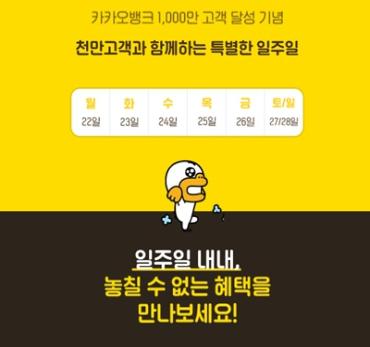 카카오뱅크 1,000만 고객 달성 기념
천만고객과 함께하는 특별한 일주일
월 화 수 목 금 토/일
22일 23일 24일 25일 26일 27/28일
일주일 내내,
놓칠 수 없는 혜택을
만나보세요!